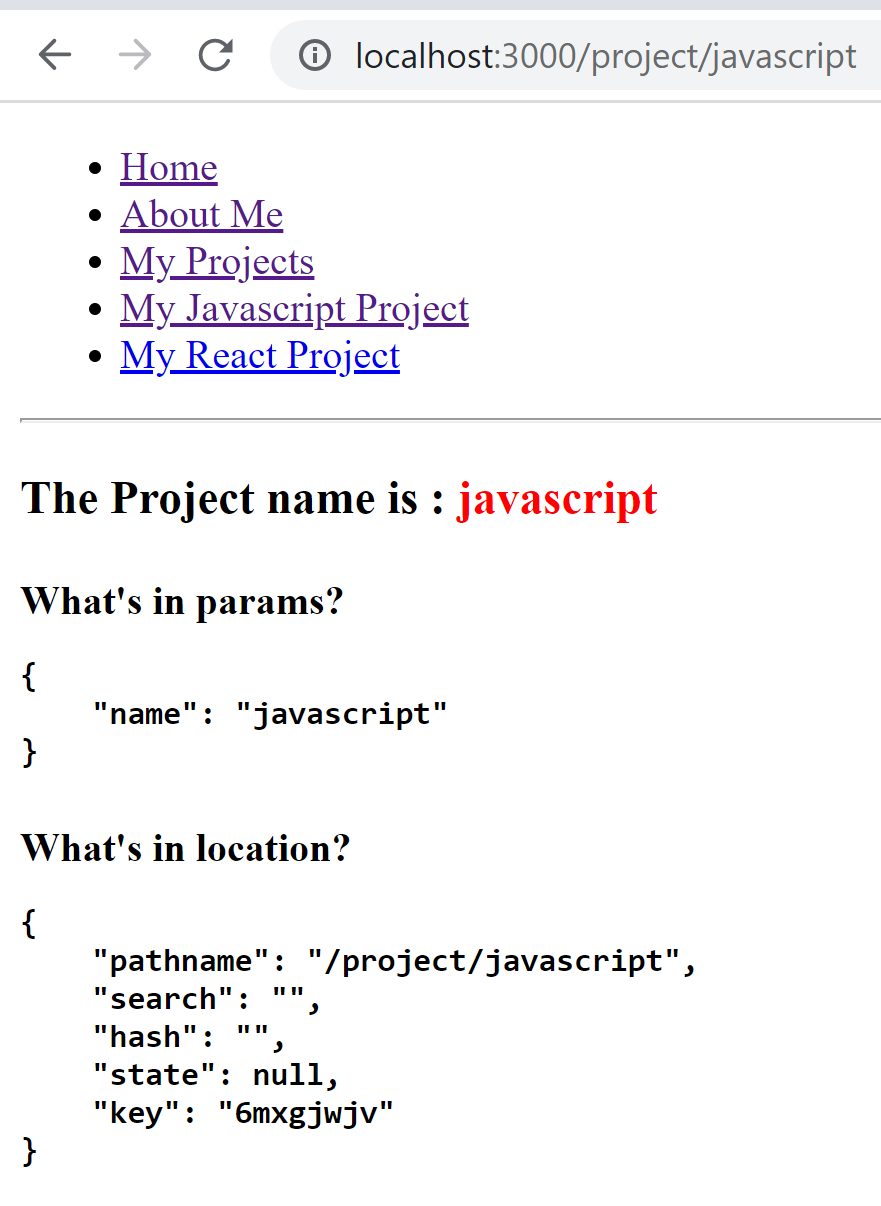 localhost:3000/project/javascript
Home
About Me
My Projects
My Javascript Project
My React Project
The Project name is : javascript
What's in params?
{
    "name": "javascript"
}
What's in location?
{
    "pathname": "/project/javascript",
    "search": "",
    "hash": "",
    "state": null,
    "key": "6mxgjwjv"
}